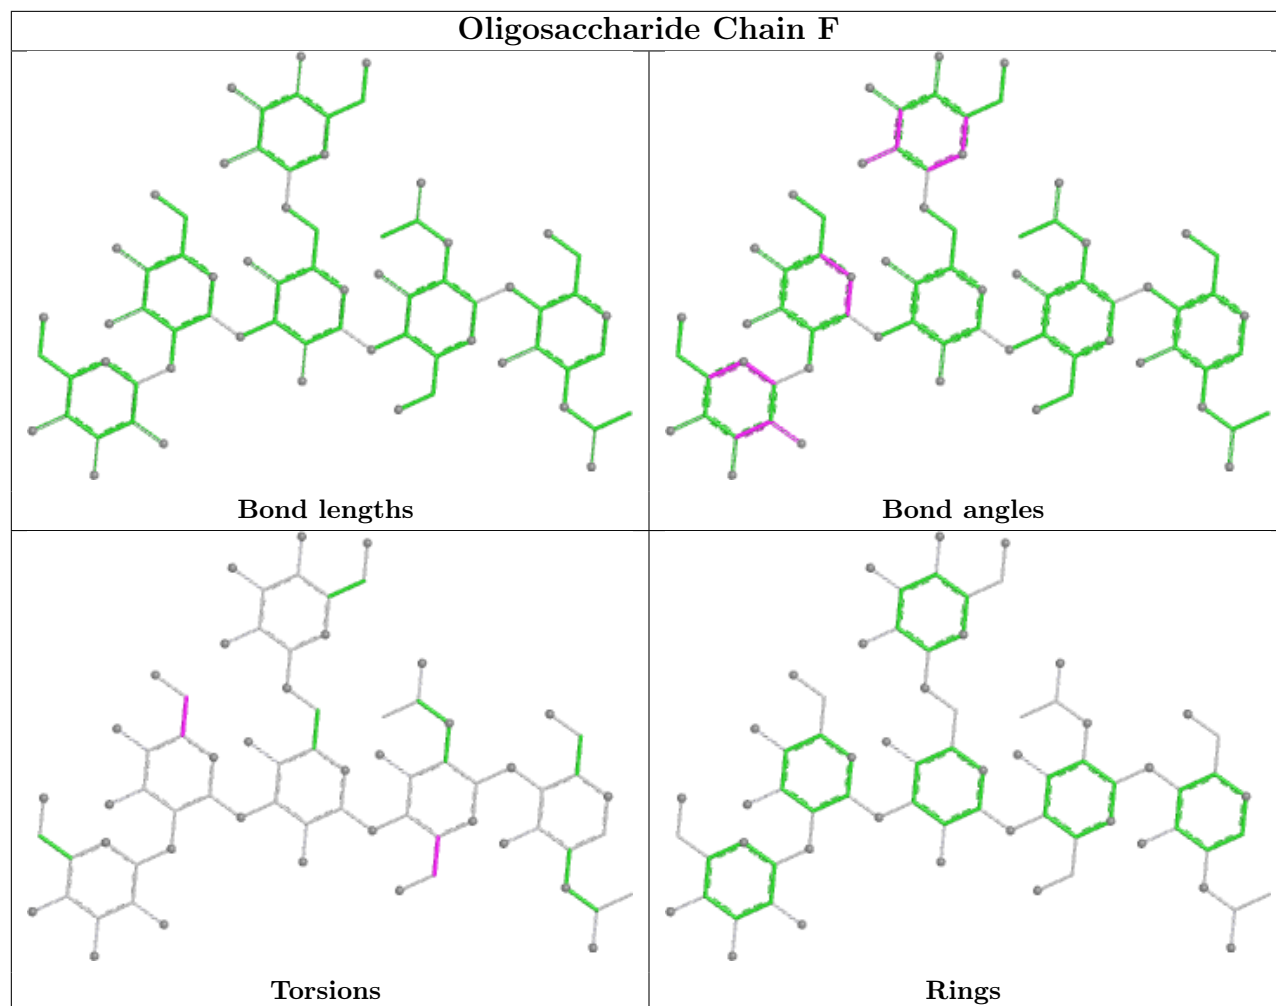 Oligosaccharide Chain F
Bond lengths
Bond angles
Torsions
Rings